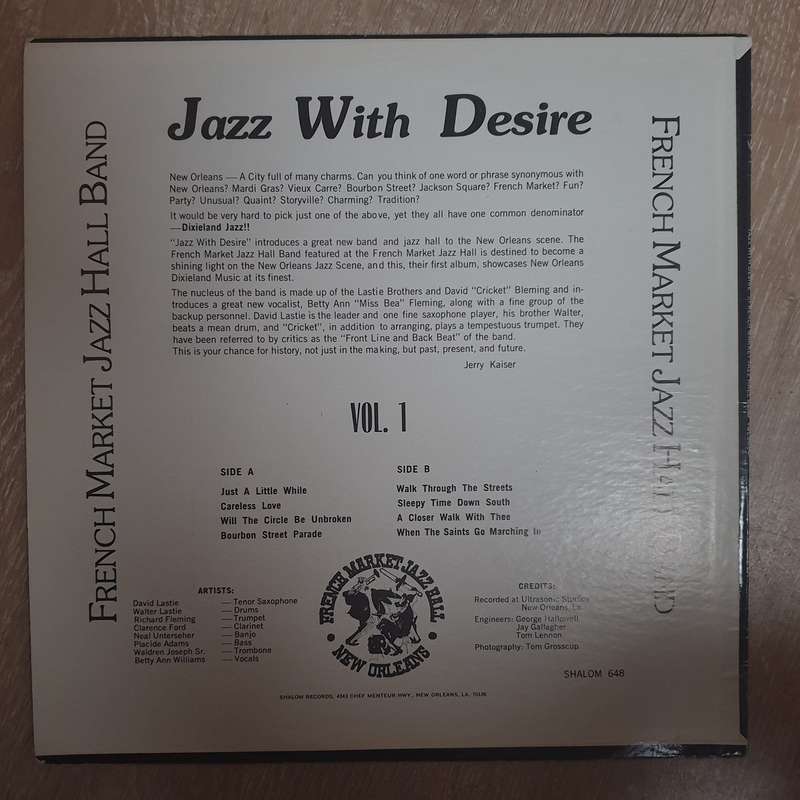 Jazz With Desire
FRENCH MARKET JAZZ HALL BAND
New Orleans — A City full of many charms. Can you think of one word or phrase synonymous with
New Orleans? Mardi Gras? Vieux Carre? Bourbon Street? Jackson Square? French Market? Fun?
Party? Unusual? Quaint? Storyville? Charming? Tradition?
It would be very hard to pick just one of the above, yet they all have one common denominator
—Dixieland Jazz!!
"Jazz With Desire" introduces a great new band and jazz hall to the New Orleans scene. The
French Market Jazz Hall Band featured at the French Market Jazz Hall is destined to become a
shining light on the New Orleans Jazz Scene, and this, their first album, showcases New Orleans
Dixieland Music at its finest.
The nucleus of the band is made up of the Lastie Brothers and David "Cricket" Bleming and in-
troduces a great new vocalist, Betty Ann "Miss Bea" Fleming, along with a fine group of the
backup personnel. David Lastie is the leader and one fine saxophone player, his brother Walter,
beats a mean drum, and "Cricket", in addition to arranging, plays a tempestuous trumpet. They
have been referred to by critics as the "Front Line and Back Beat" of the band.
This is your chance for history, not just in the making, but past, present, and future.
Jerry Kaiser
VOL. 1
SIDE A
Just A Little While
Careless Love
Will The Circle Be Unbroken
Bourbon Street Parade
SIDE B
Walk Through The Streets
Sleepy Time Down South
A Closer Walk With Thee
When The Saints Go Marching In
ARTISTS:
David Lastie — Tenor Saxophone
Walter Lastie — Drums
Richard Fleming — Trumpet
Clarence Ford — Clarinet
Neal Unterseher — Banjo
Placide Adams — Bass
Waldren Joseph Sr. — Trombone
Betty Ann Williams — Vocals
FRENCH MARKET JAZZ HALL
NEW ORLEANS
CREDITS:
Recorded at Ultrasonic Studios
New Orleans, La
Engineers: George Hallowell
Jay Gallagher
Tom Lennon
Photography: Tom Grosscup
SHALOM 648
SHALOM RECORDS, 4343 CHEF MENTEUR HWY., NEW ORLEANS, LA. 70126
FRENCH MARKET JAZZ HALL BAND